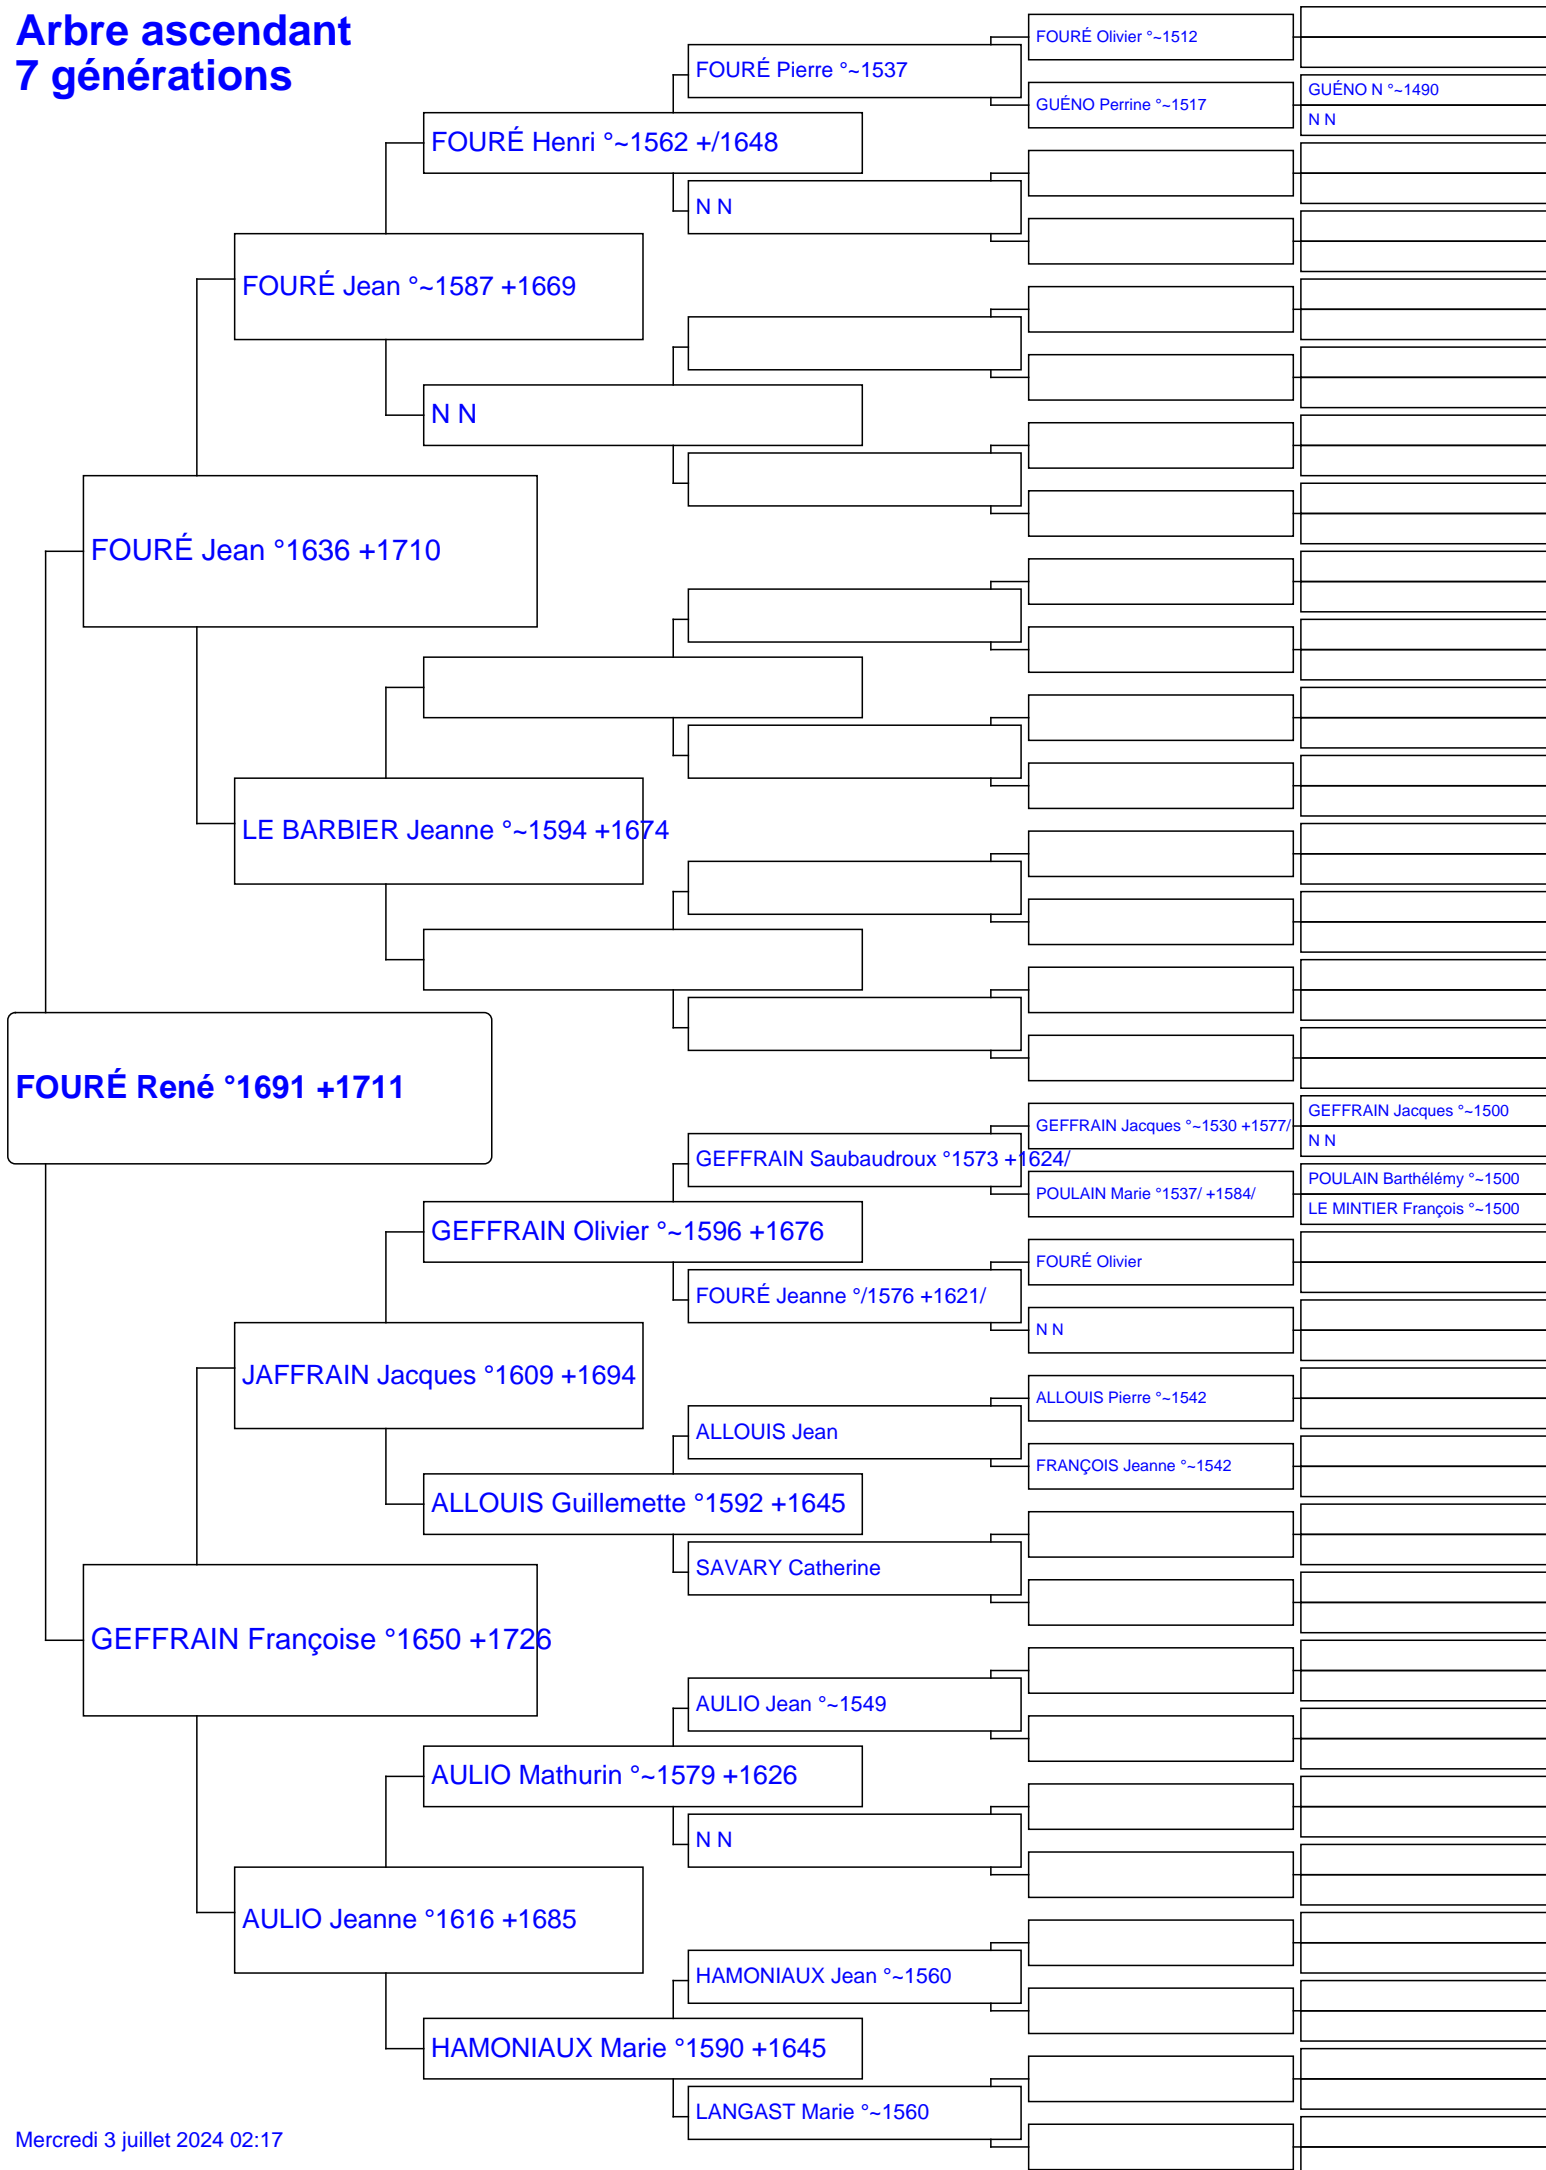 Arbre ascendant
7 générations
FOURÉ Olivier °~1512
FOURÉ Pierre °~1537
GUÉNO N °~1490
GUÉNO Perrine °~1517
N N
FOURÉ Henri °~1562 +/1648
N N
FOURÉ Jean °~1587 +1669
N N
FOURÉ Jean °1636 +1710
LE BARBIER Jeanne °~1594 +1674
FOURÉ René °1691 +1711
GEFFRAIN Jacques °~1500
GEFFRAIN Jacques °~1530 +1577/
N N
GEFFRAIN Saubaudroux °1573 +1624/
POULAIN Barthélémy °~1500
POULAIN Marie °1537/ +1584/
LE MINTIER François °~1500
GEFFRAIN Olivier °~1596 +1676
FOURÉ Olivier
FOURÉ Jeanne °/1576 +1621/
N N
JAFFRAIN Jacques °1609 +1694
ALLOUIS Pierre °~1542
ALLOUIS Jean
FRANÇOIS Jeanne °~1542
ALLOUIS Guillemette °1592 +1645
SAVARY Catherine
GEFFRAIN Françoise °1650 +1726
AULIO Jean °~1549
AULIO Mathurin °~1579 +1626
N N
AULIO Jeanne °1616 +1685
HAMONIAUX Jean °~1560
HAMONIAUX Marie °1590 +1645
LANGAST Marie °~1560
Mercredi 3 juillet 2024 02:17